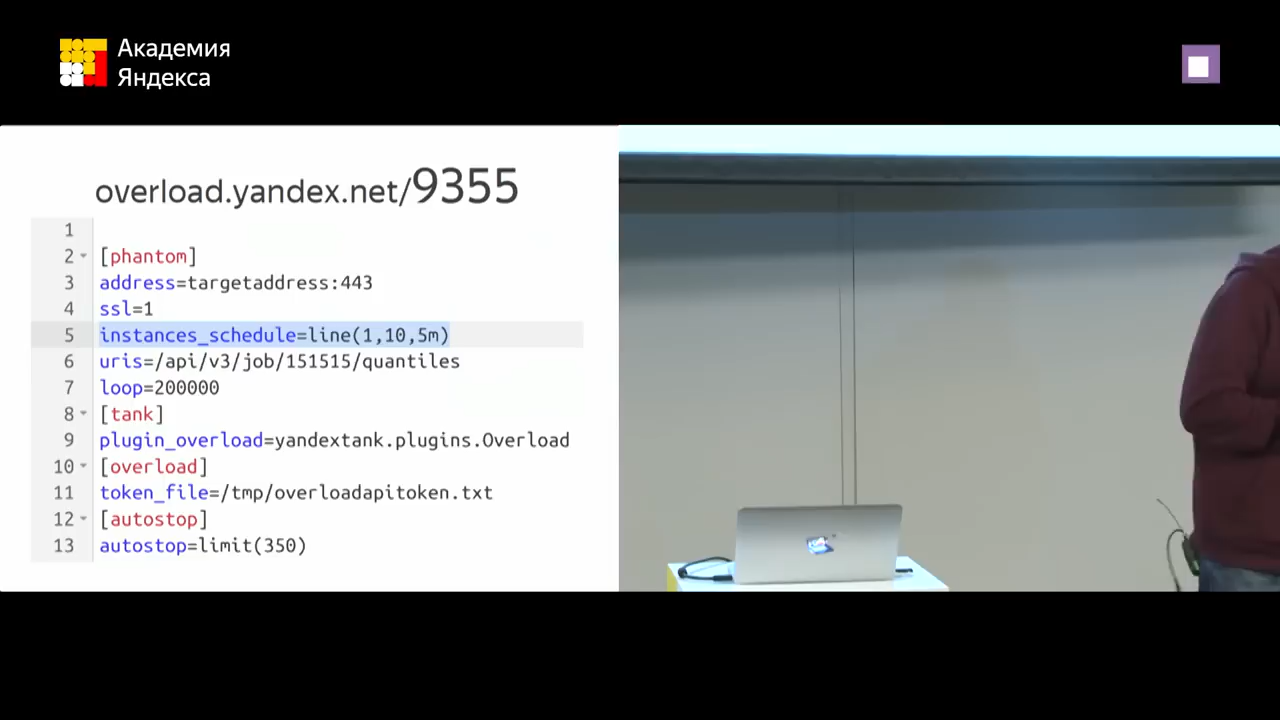 Академия
Яндекса
overload.yandex.net/9355
1
2 [phantom]
3 address=targetaddress:443
4 ssl=1
5 instances_schedule=line(1,10,5m)
6 uris=/api/v3/job/151515/quantiles
7 loop=200000
8 [tank]
9 plugin_overload=yandextank.plugins.Overload
10 [overload]
11 token_file=/tmp/overloadapitoken.txt
12 [autostop]
13 autostop=limit(350)